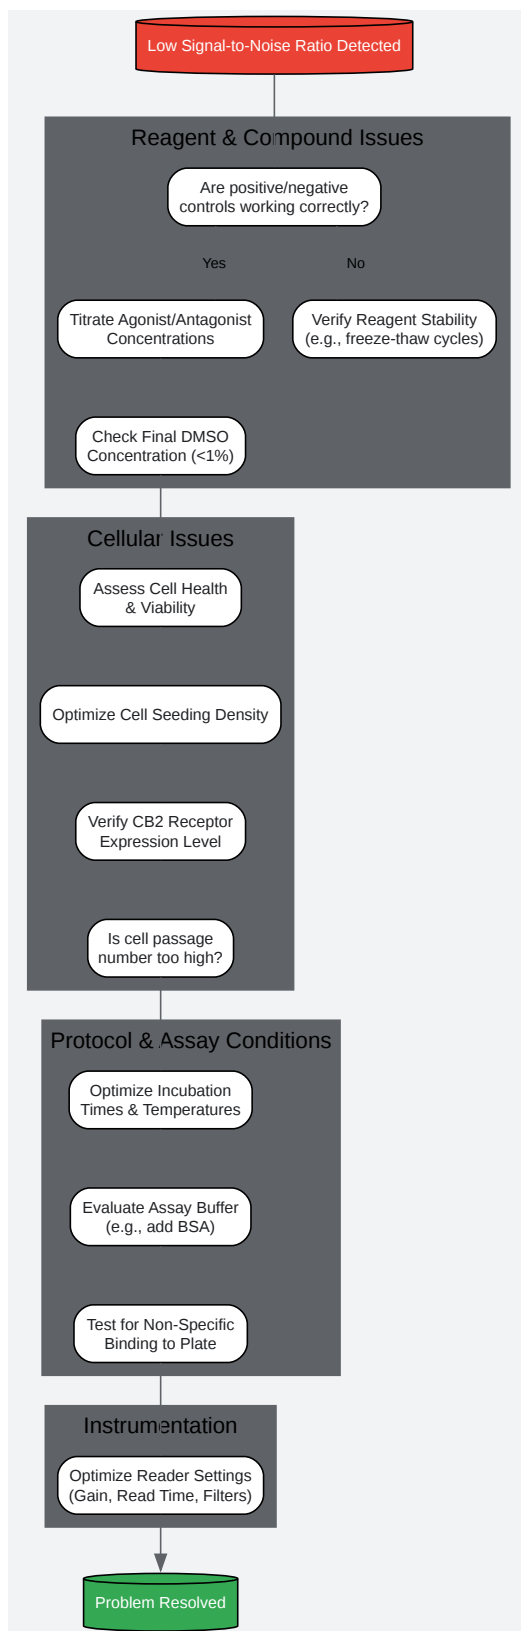 Low Signal-to-Noise Ratio Detected
Reagent & Compound Issues
Are positive/negative
controls working correctly?
Yes
No
Titrate Agonist/Antagonist
Concentrations
Verify Reagent Stability
(e.g., freeze-thaw cycles)
Check Final DMSO
Concentration (<1%)
Cellular Issues
Assess Cell Health
& Viability
Optimize Cell Seeding Density
Verify CB2 Receptor
Expression Level
Is cell passage
number too high?
Protocol & Assay Conditions
Optimize Incubation
Times & Temperatures
Evaluate Assay Buffer
(e.g., add BSA)
Test for Non-Specific
Binding to Plate
Instrumentation
Optimize Reader Settings
(Gain, Read Time, Filters)
Problem Resolved